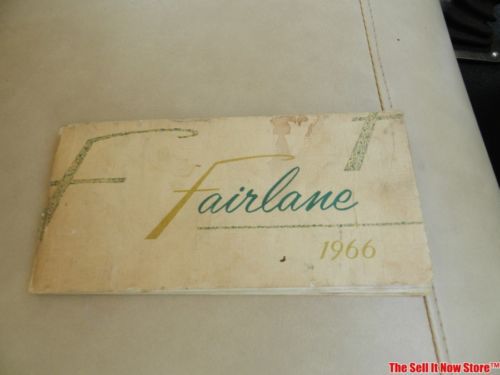 F F
Fairlane
1966
The Sell It Now Store™